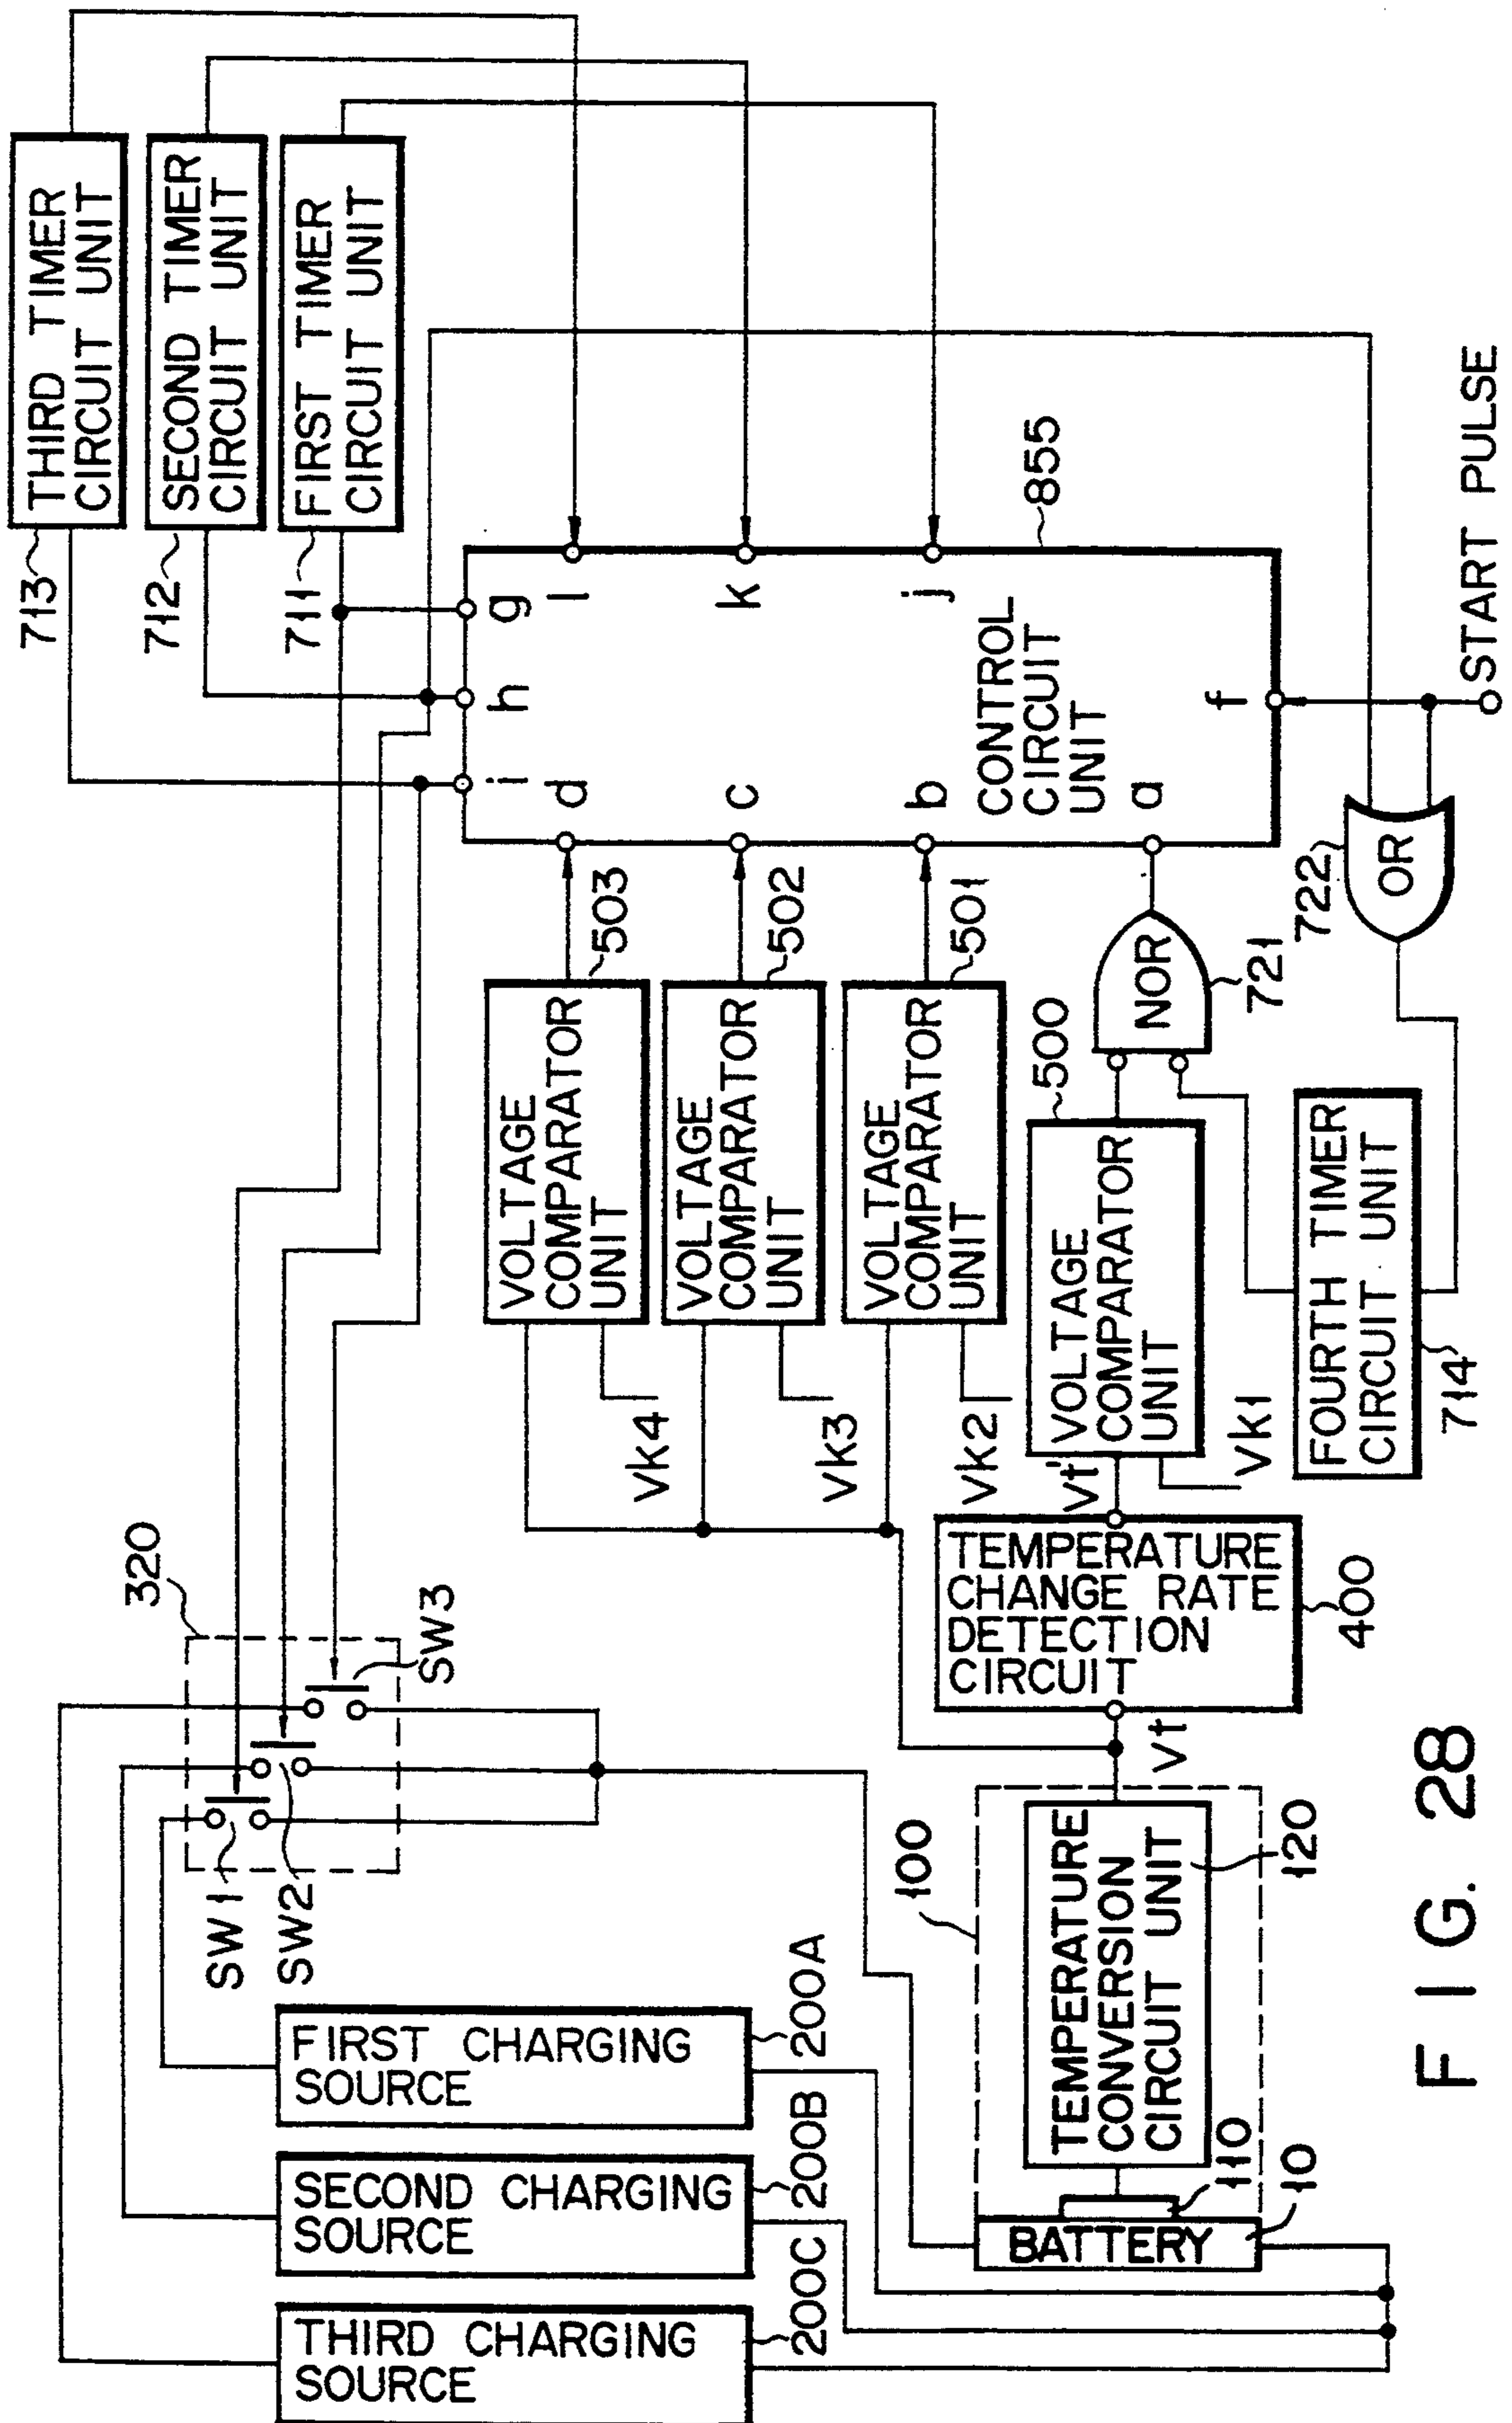 THIRD TIMER
CIRCUIT UNIT
713
SECOND TIMER
CIRCUIT UNIT
712
FIRST TIMER
CIRCUIT UNIT
711
320
SW1
SW2
SW3
FIRST CHARGING
SOURCE
200A
SECOND CHARGING
SOURCE
200B
THIRD CHARGING
SOURCE
200C
i
h
g
d
l
c
k
b
j
a
f
CONTROL
CIRCUIT
UNIT
855
VOLTAGE
COMPARATOR
UNIT
503
Vk4
VOLTAGE
COMPARATOR
UNIT
502
Vk3
VOLTAGE
COMPARATOR
UNIT
501
Vk2
VOLTAGE
COMPARATOR
UNIT
500
Vt'
Vk1
NOR
721
OR
722
START PULSE
FOURTH TIMER
CIRCUIT UNIT
714
TEMPERATURE
CHANGE RATE
DETECTION
CIRCUIT
400
Vt
100
TEMPERATURE
CONVERSION
CIRCUIT UNIT
120
110
BATTERY
10
FIG. 28